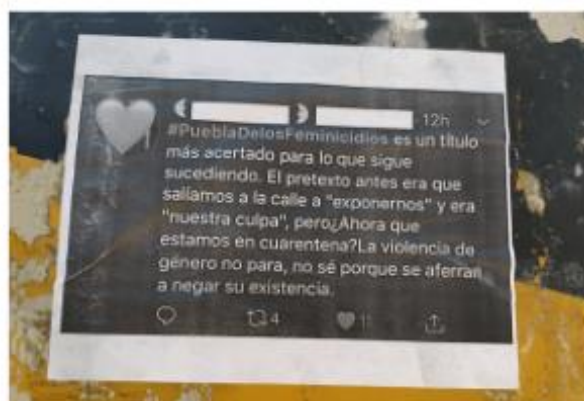 12h
#PueblaDelosFeminicidios es un título
más acertado para lo que sigue
sucediendo. El pretexto antes era que
salíamos a la calle a "exponernos" y era
"nuestra culpa", pero¿Ahora que
estamos en cuarentena?La violencia de
género no para, no sé porque se aferran
a negar su existencia.
4 11